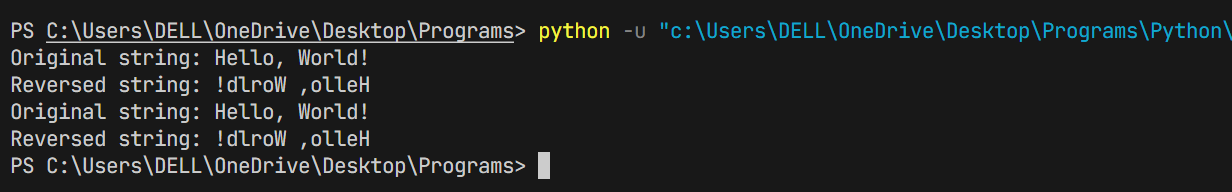 PS C:\Users\DELL\OneDrive\Desktop\Programs> python -u "c:\Users\DELL\OneDrive\Desktop\Programs\Python\
Original string: Hello, World!
Reversed string: !dlroW ,olleH
Original string: Hello, World!
Reversed string: !dlroW ,olleH
PS C:\Users\DELL\OneDrive\Desktop\Programs>